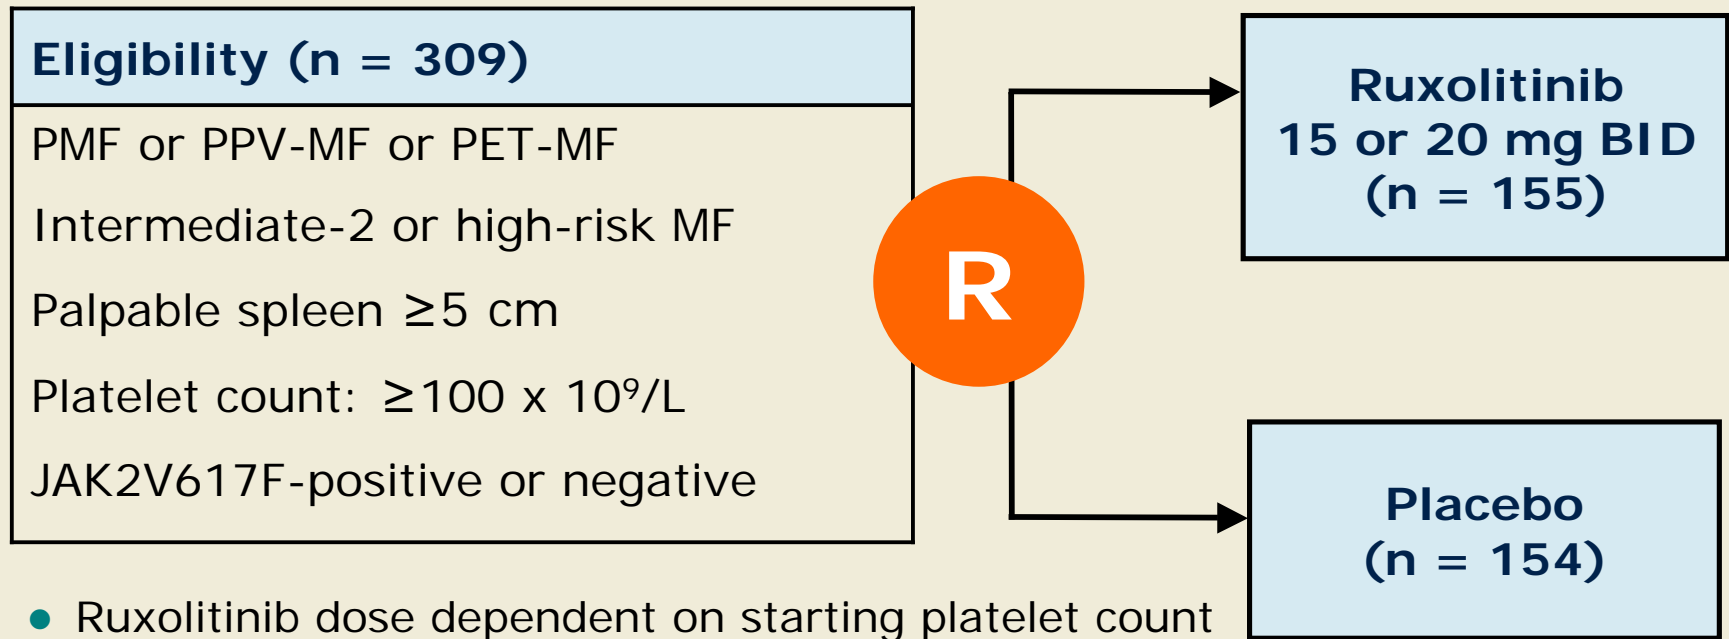 Eligibility (n = 309)
PMF or PPV-MF or PET-MF
Intermediate-2 or high-risk MF
Palpable spleen ≥5 cm
Platelet count: ≥100 x 10⁹/L
JAK2V617F-positive or negative
R
Ruxolitinib
15 or 20 mg BID
(n = 155)
Placebo
(n = 154)
• Ruxolitinib dose dependent on starting platelet count